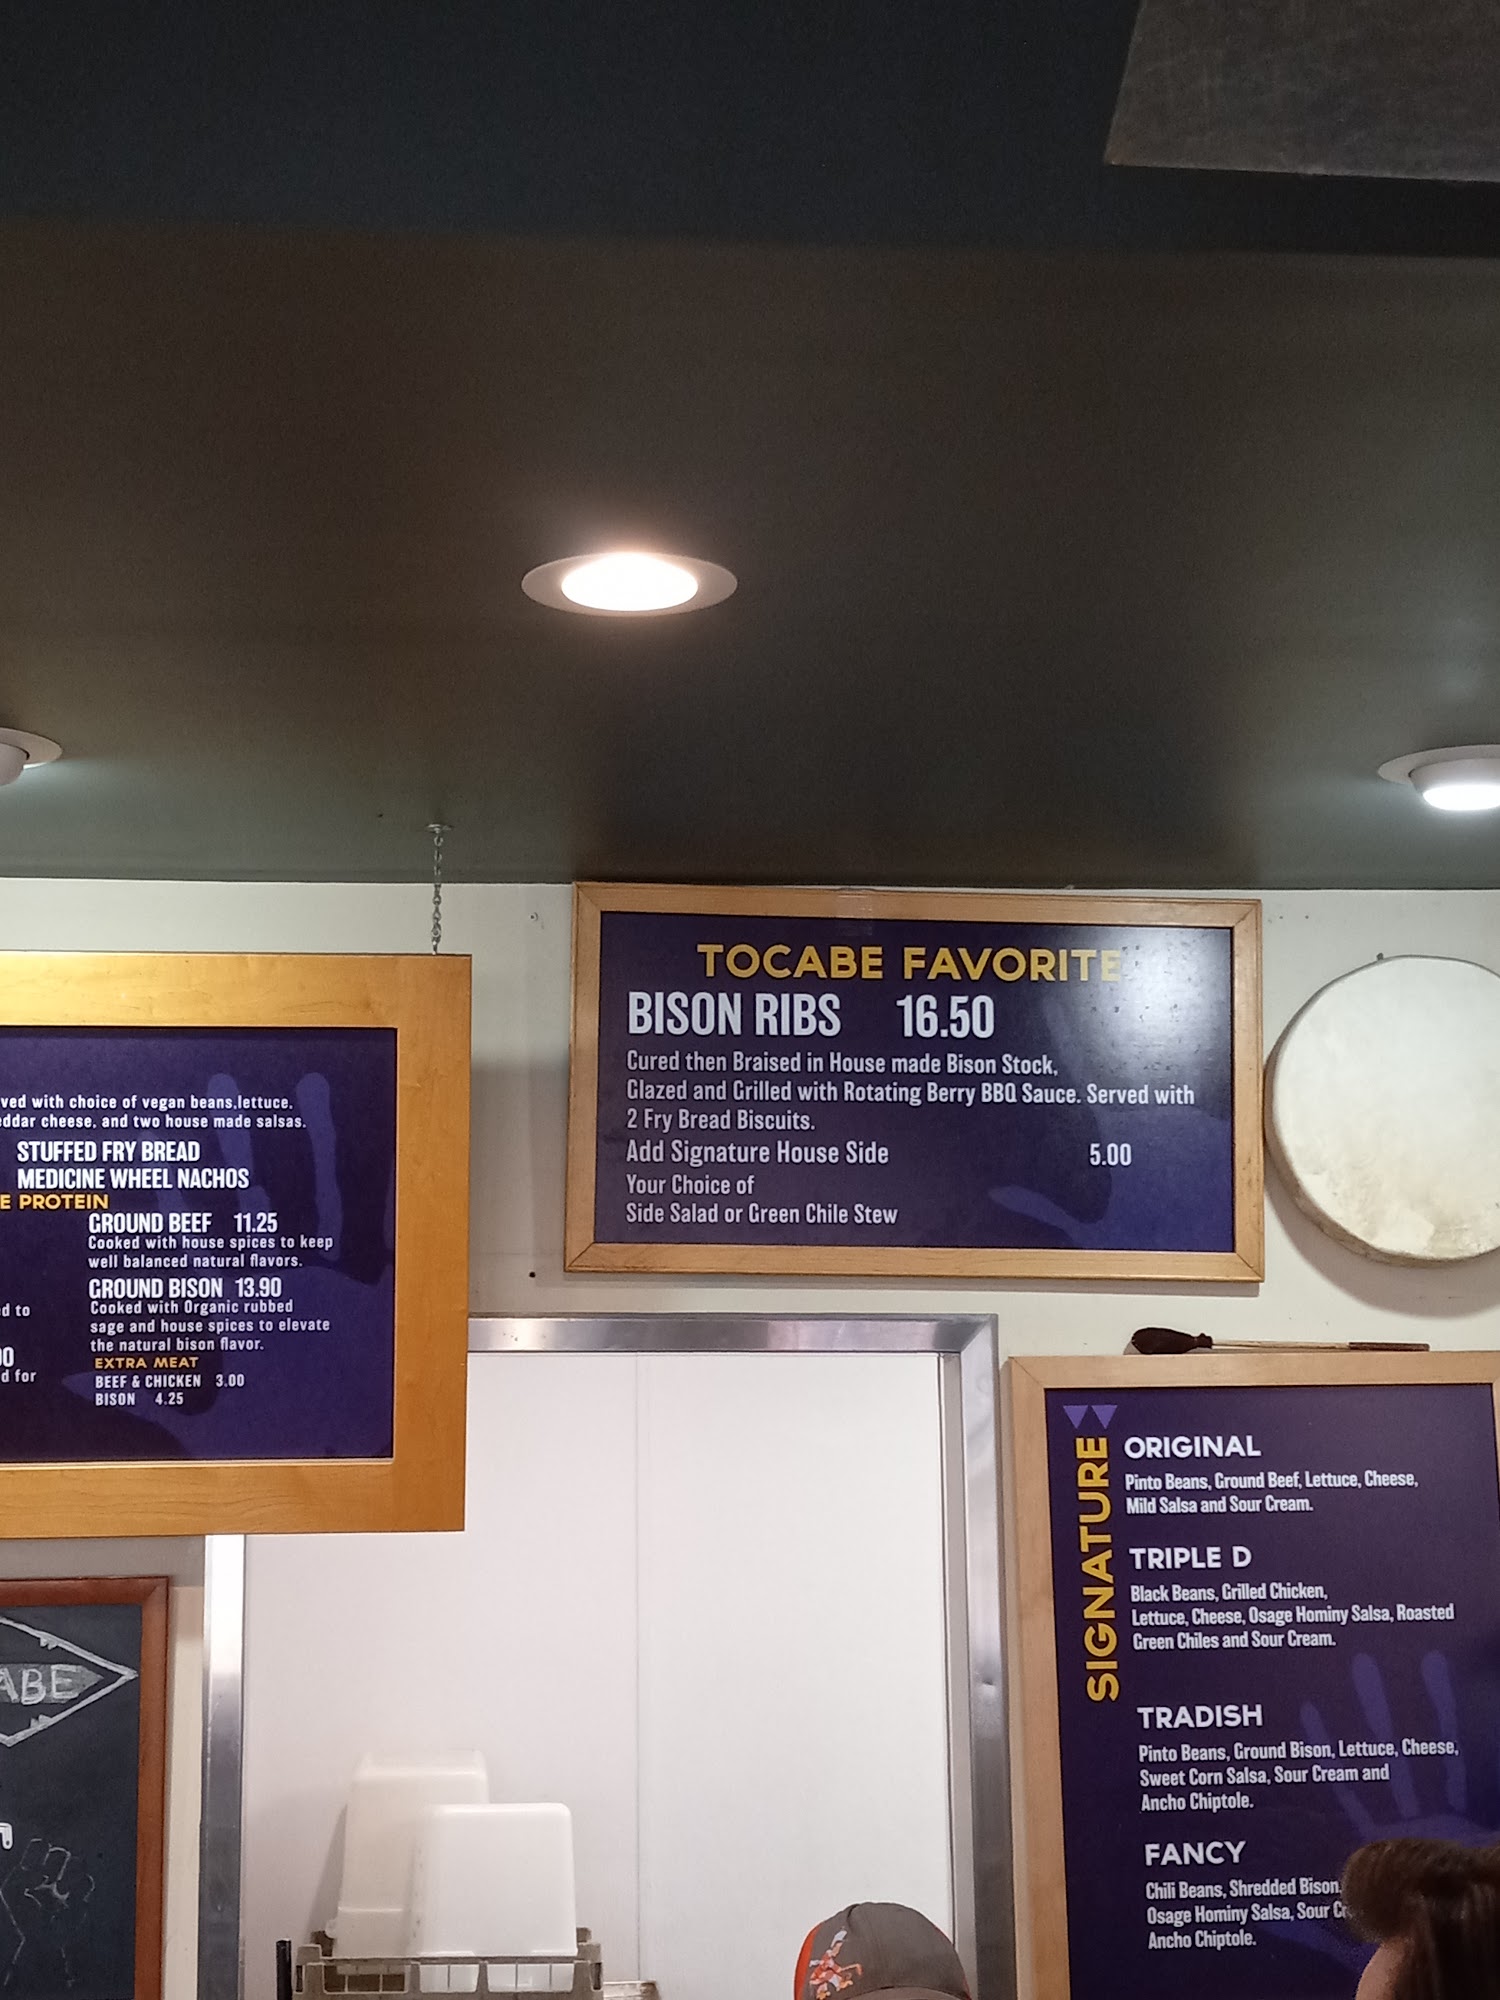 ved with choice of vegan beans,lettuce,
eddar cheese, and two house made salsas.
STUFFED FRY BREAD
MEDICINE WHEEL NACHOS
E PROTEIN
GROUND BEEF 11.25
Cooked with house spices to keep
well balanced natural flavors.
GROUND BISON 13.90
Cooked with Organic rubbed
sage and house spices to elevate
the natural bison flavor.
EXTRA MEAT
BEEF & CHICKEN 3.00
BISON 4.25
d to
00
d for
ABE
TOCABE FAVORITE
BISON RIBS 16.50
Cured then Braised in House made Bison Stock,
Glazed and Grilled with Rotating Berry BBQ Sauce. Served with
2 Fry Bread Biscuits.
Add Signature House Side 5.00
Your Choice of
Side Salad or Green Chile Stew
SIGNATURE
ORIGINAL
Pinto Beans, Ground Beef, Lettuce, Cheese,
Mild Salsa and Sour Cream.
TRIPLE D
Black Beans, Grilled Chicken,
Lettuce, Cheese, Osage Hominy Salsa, Roasted
Green Chiles and Sour Cream.
TRADISH
Pinto Beans, Ground Bison, Lettuce, Cheese,
Sweet Corn Salsa, Sour Cream and
Ancho Chiptole.
FANCY
Chili Beans, Shredded Bison,
Osage Hominy Salsa, Sour
Ancho Chiptole.